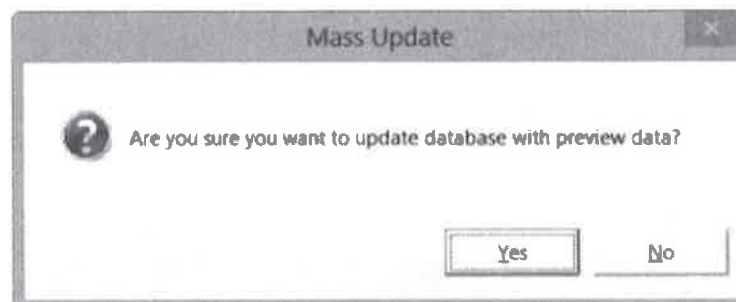 Mass Update
Are you sure you want to update database with preview data?
Yes
No